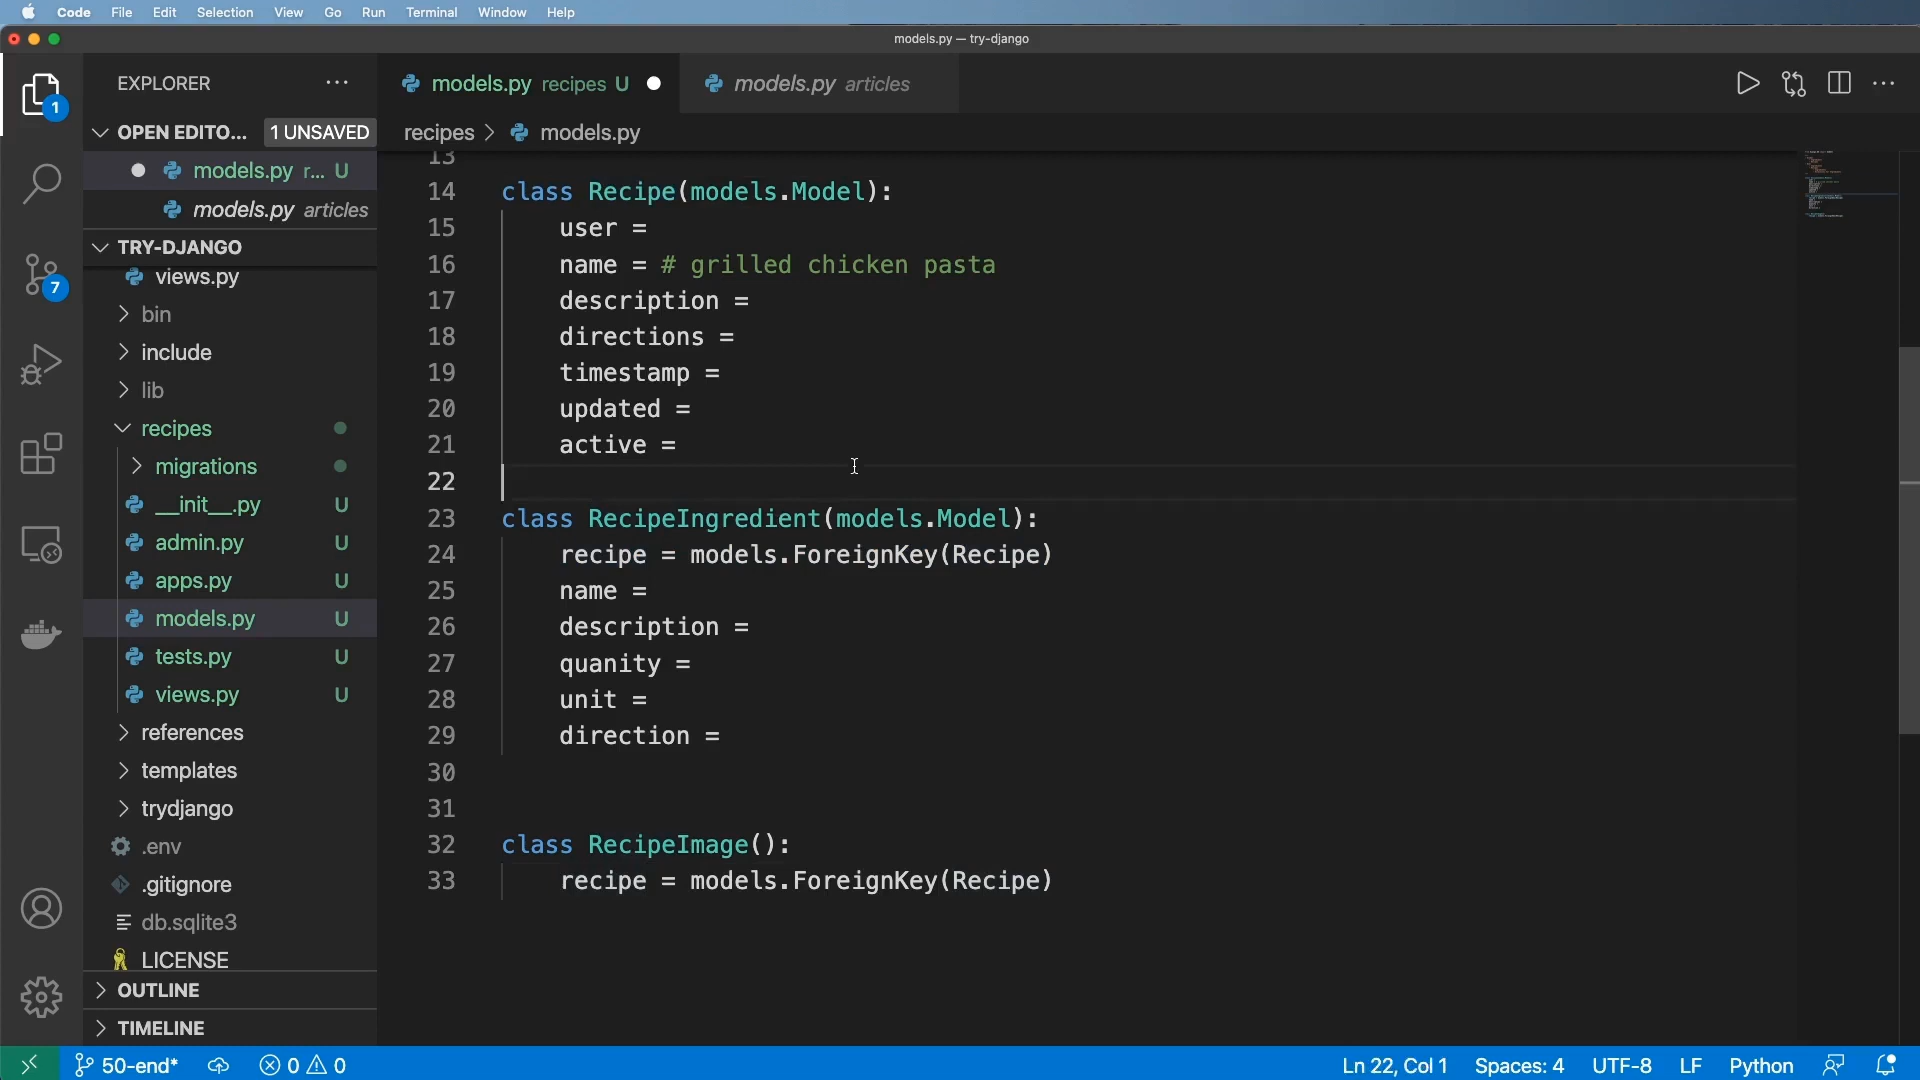 Code File Edit Selection View Go Run Terminal Window Help
models.py — try-django
EXPLORER
1
OPEN EDITO... 1 UNSAVED
models.py r... U
models.py articles
TRY-DJANGO
views.py
bin
include
lib
recipes
migrations
__init__.py U
admin.py U
apps.py U
models.py U
tests.py U
views.py U
references
templates
trydjango
.env
.gitignore
db.sqlite3
LICENSE
OUTLINE
TIMELINE
7
models.py recipes U
models.py articles
recipes > models.py
13
14 class Recipe(models.Model):
15 user =
16 name = # grilled chicken pasta
17 description =
18 directions =
19 timestamp =
20 updated =
21 active =
22
23 class RecipeIngredient(models.Model):
24 recipe = models.ForeignKey(Recipe)
25 name =
26 description =
27 quanity =
28 unit =
29 direction =
30
31
32 class RecipeImage():
33 recipe = models.ForeignKey(Recipe)
50-end* 0 0 Ln 22, Col 1 Spaces: 4 UTF-8 LF Python